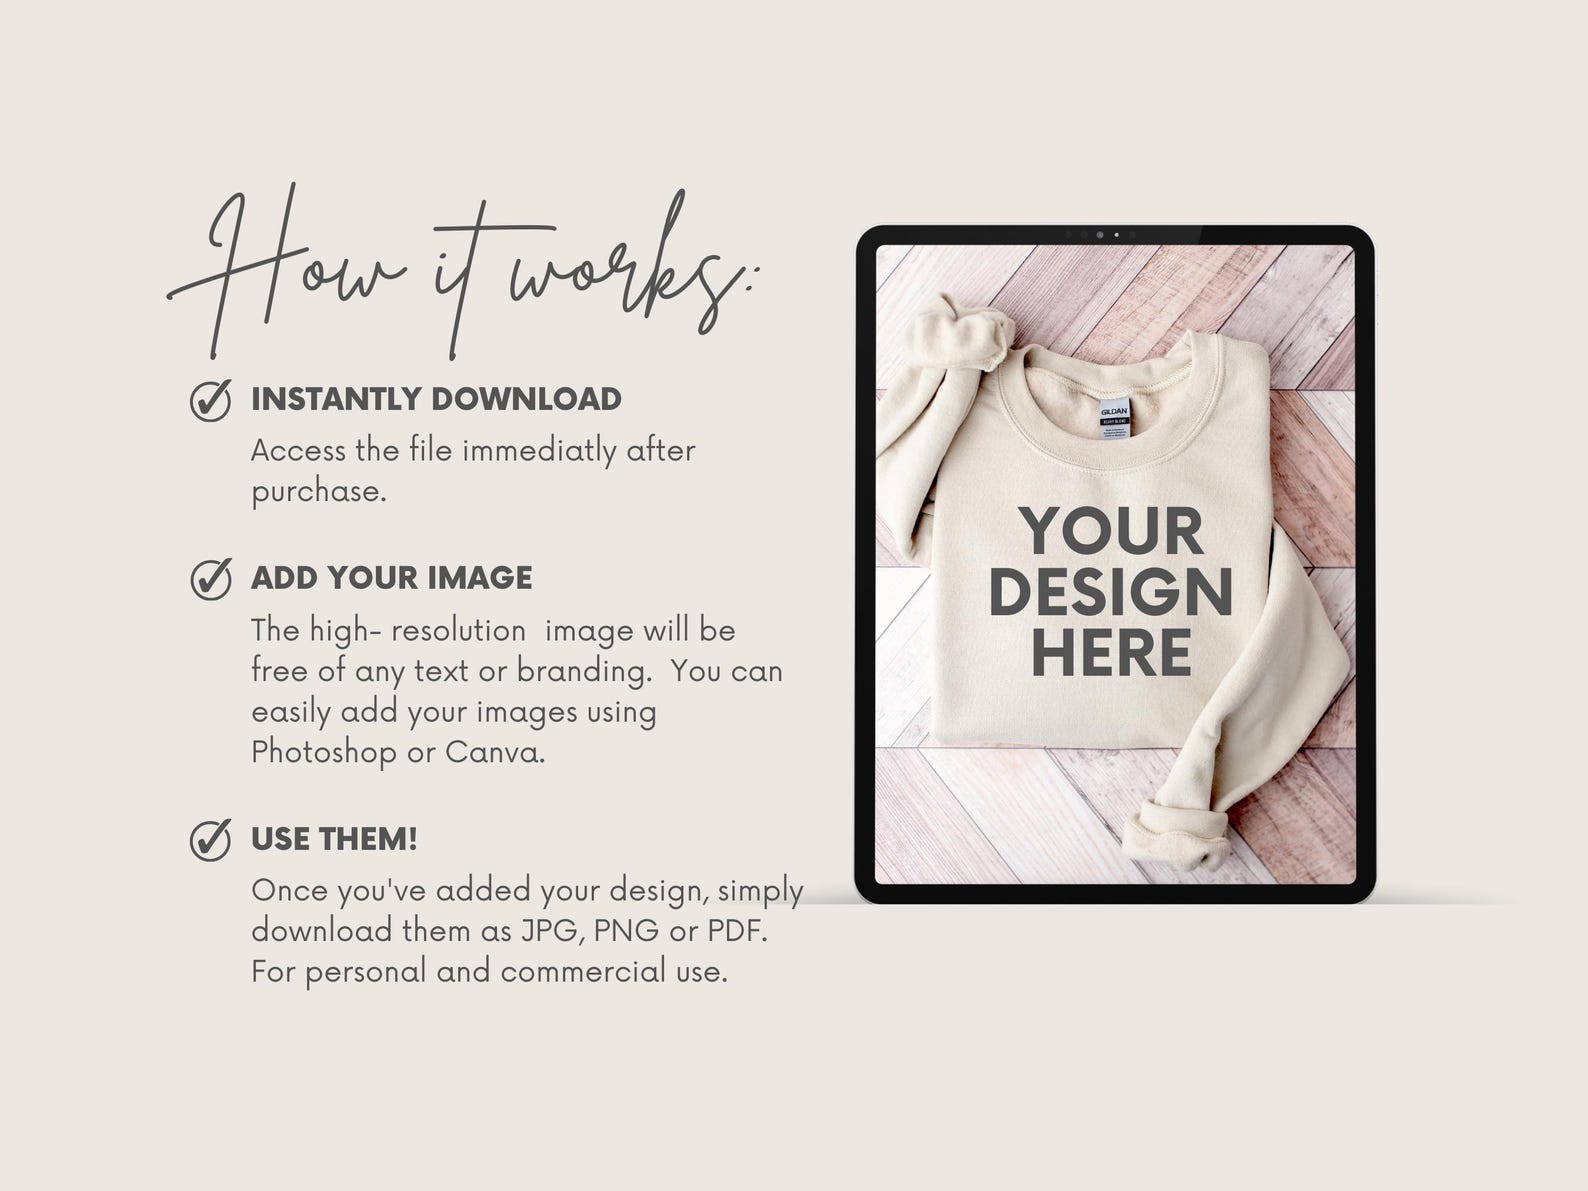 How it works:
INSTANTLY DOWNLOAD
Access the file immediatly after
purchase.
ADD YOUR IMAGE
The high- resolution  image will be
free of any text or branding.  You can
easily add your images using
Photoshop or Canva.
USE THEM!
Once you've added your design, simply
download them as JPG, PNG or PDF.
For personal and commercial use.
GILDAN
HEAVY BLEND
YOUR
DESIGN
HERE